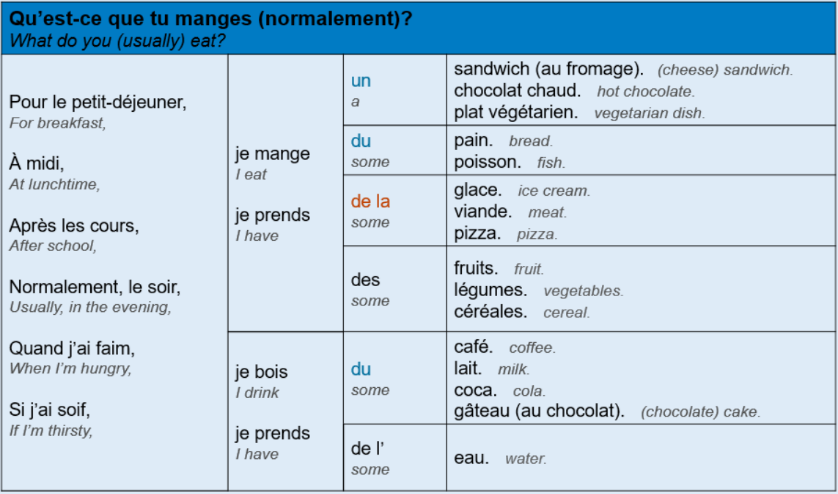 Qu’est-ce que tu manges (normalement)?
What do you (usually) eat?
Pour le petit-déjeuner,
For breakfast,
À midi,
At lunchtime,
Après les cours,
After school,
Normalement, le soir,
Usually, in the evening,
Quand j’ai faim,
When I’m hungry,
Si j’ai soif,
If I’m thirsty,
je mange
I eat
je prends
I have
un
a
sandwich (au fromage). (cheese) sandwich.
chocolat chaud. hot chocolate.
plat végétarien. vegetarian dish.
du
some
pain. bread.
poisson. fish.
de la
some
glace. ice cream.
viande. meat.
pizza. pizza.
des
some
fruits. fruit.
légumes. vegetables.
céréales. cereal.
je bois
I drink
je prends
I have
du
some
café. coffee.
lait. milk.
coca. cola.
gâteau (au chocolat). (chocolate) cake.
de l’
some
eau. water.